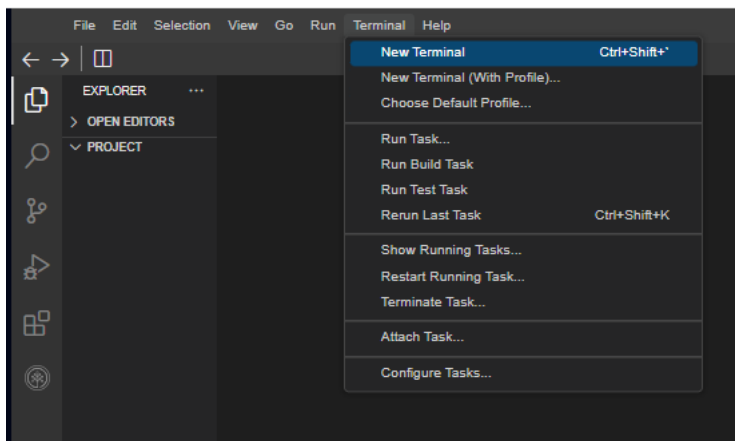 File Edit Selection View Go Run Terminal Help
EXPLORER ...
OPEN EDITORS
PROJECT
New Terminal Ctrl+Shift+`
New Terminal (With Profile)...
Choose Default Profile...
Run Task...
Run Build Task
Run Test Task
Rerun Last Task Ctrl+Shift+K
Show Running Tasks...
Restart Running Task...
Terminate Task...
Attach Task...
Configure Tasks...